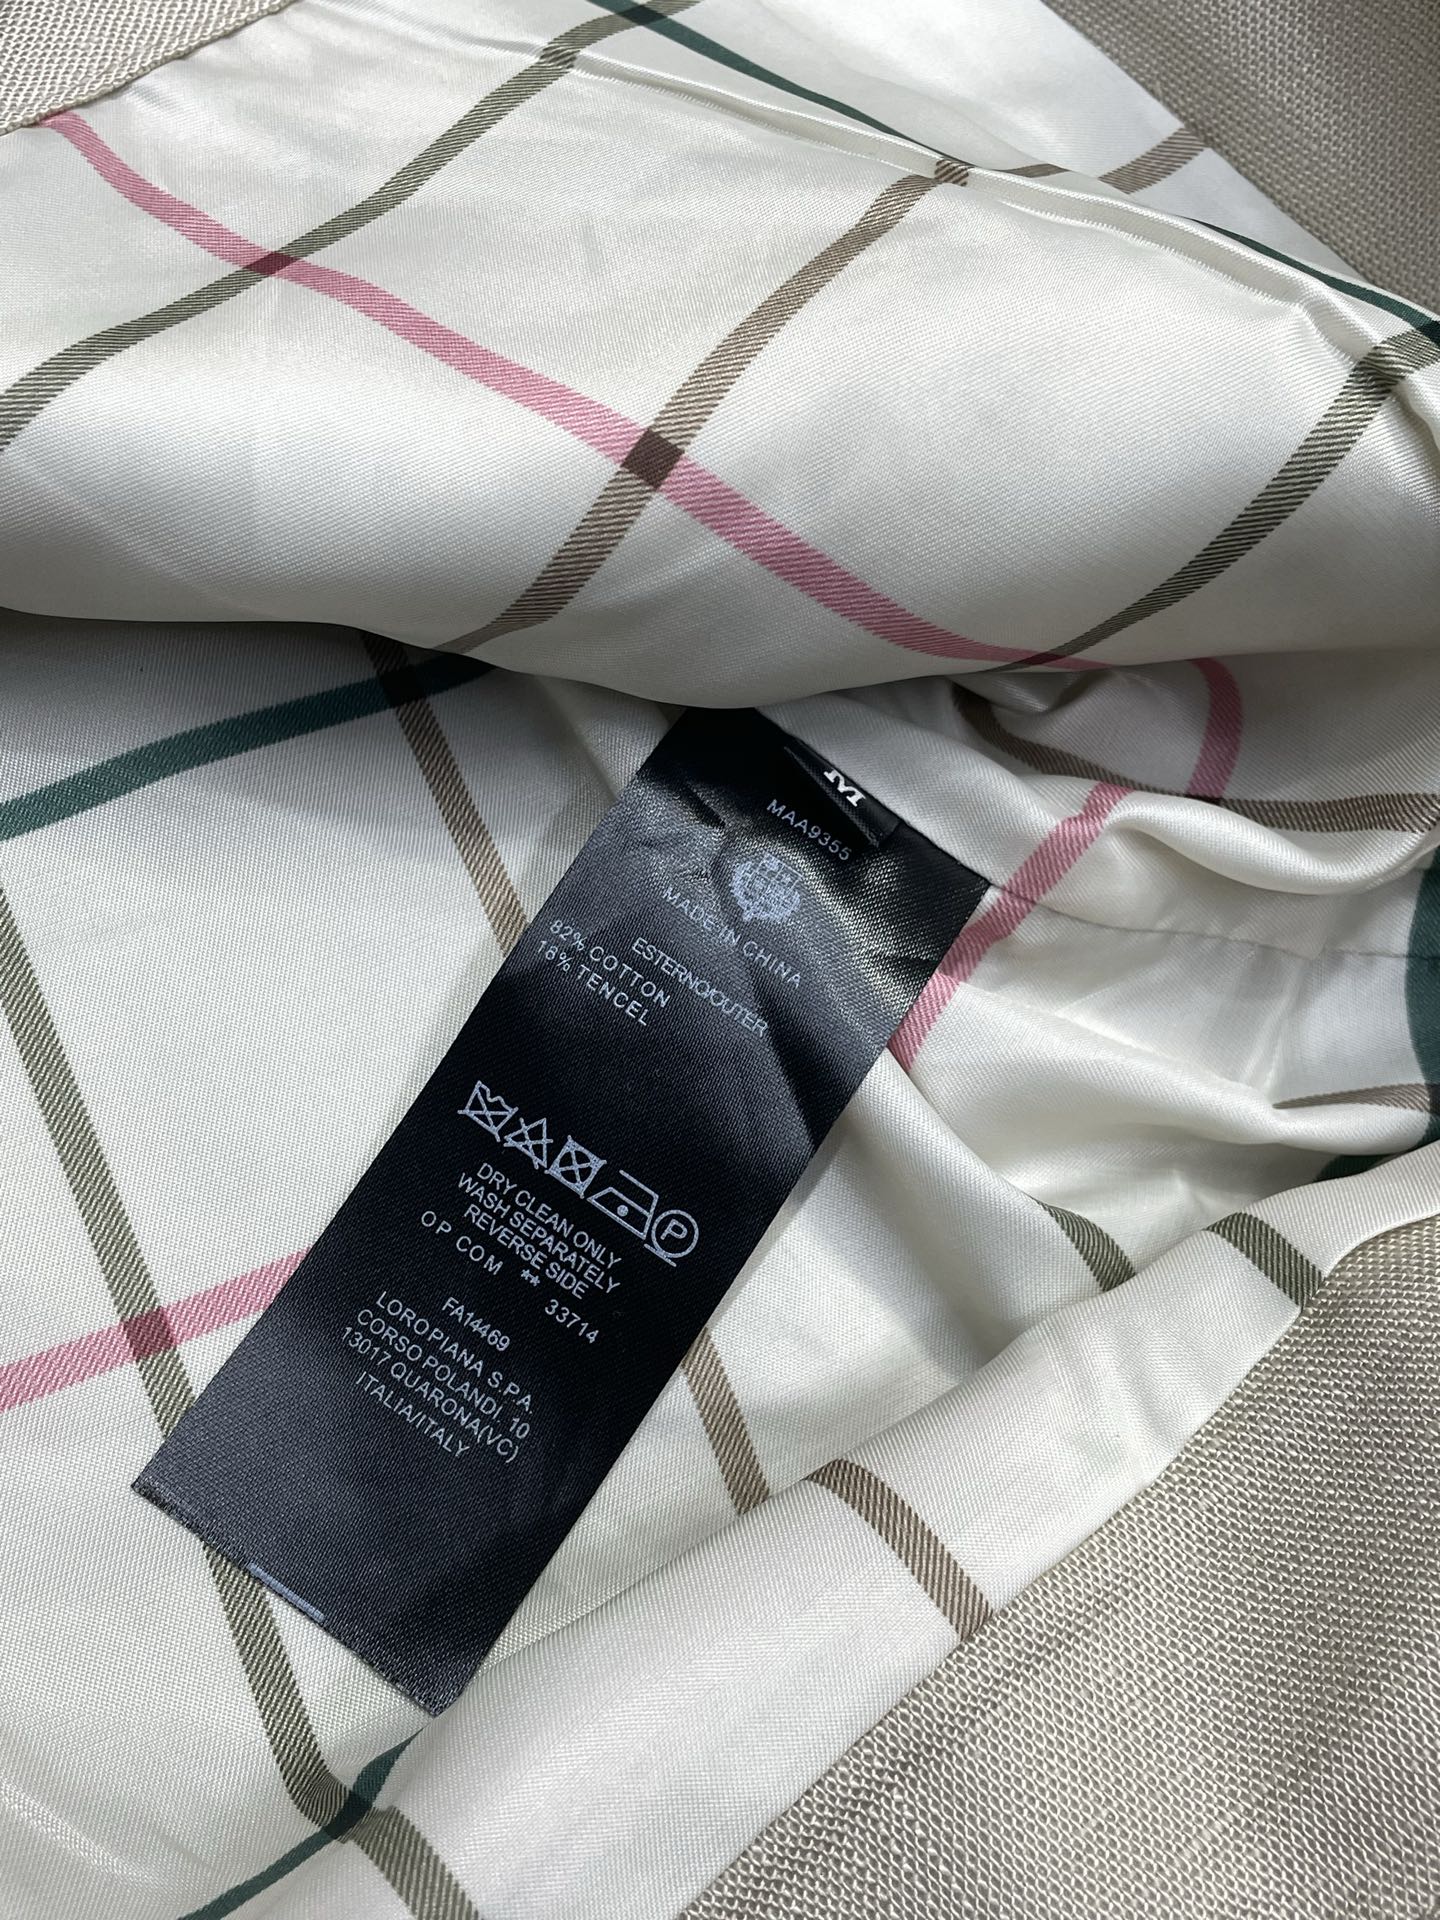 M
MAA9355
MADE IN CHINA
ESTERNO/OUTER
82% COTTON
18% TENCEL
P
DRY CLEAN ONLY
WASH SEPARATELY
REVERSE SIDE
OP COM ** 33714
FA14469
LORO PIANA S.P.A.
CORSO POLANDI, 10
13017 QUARONA(VC)
ITALIA/ITALY